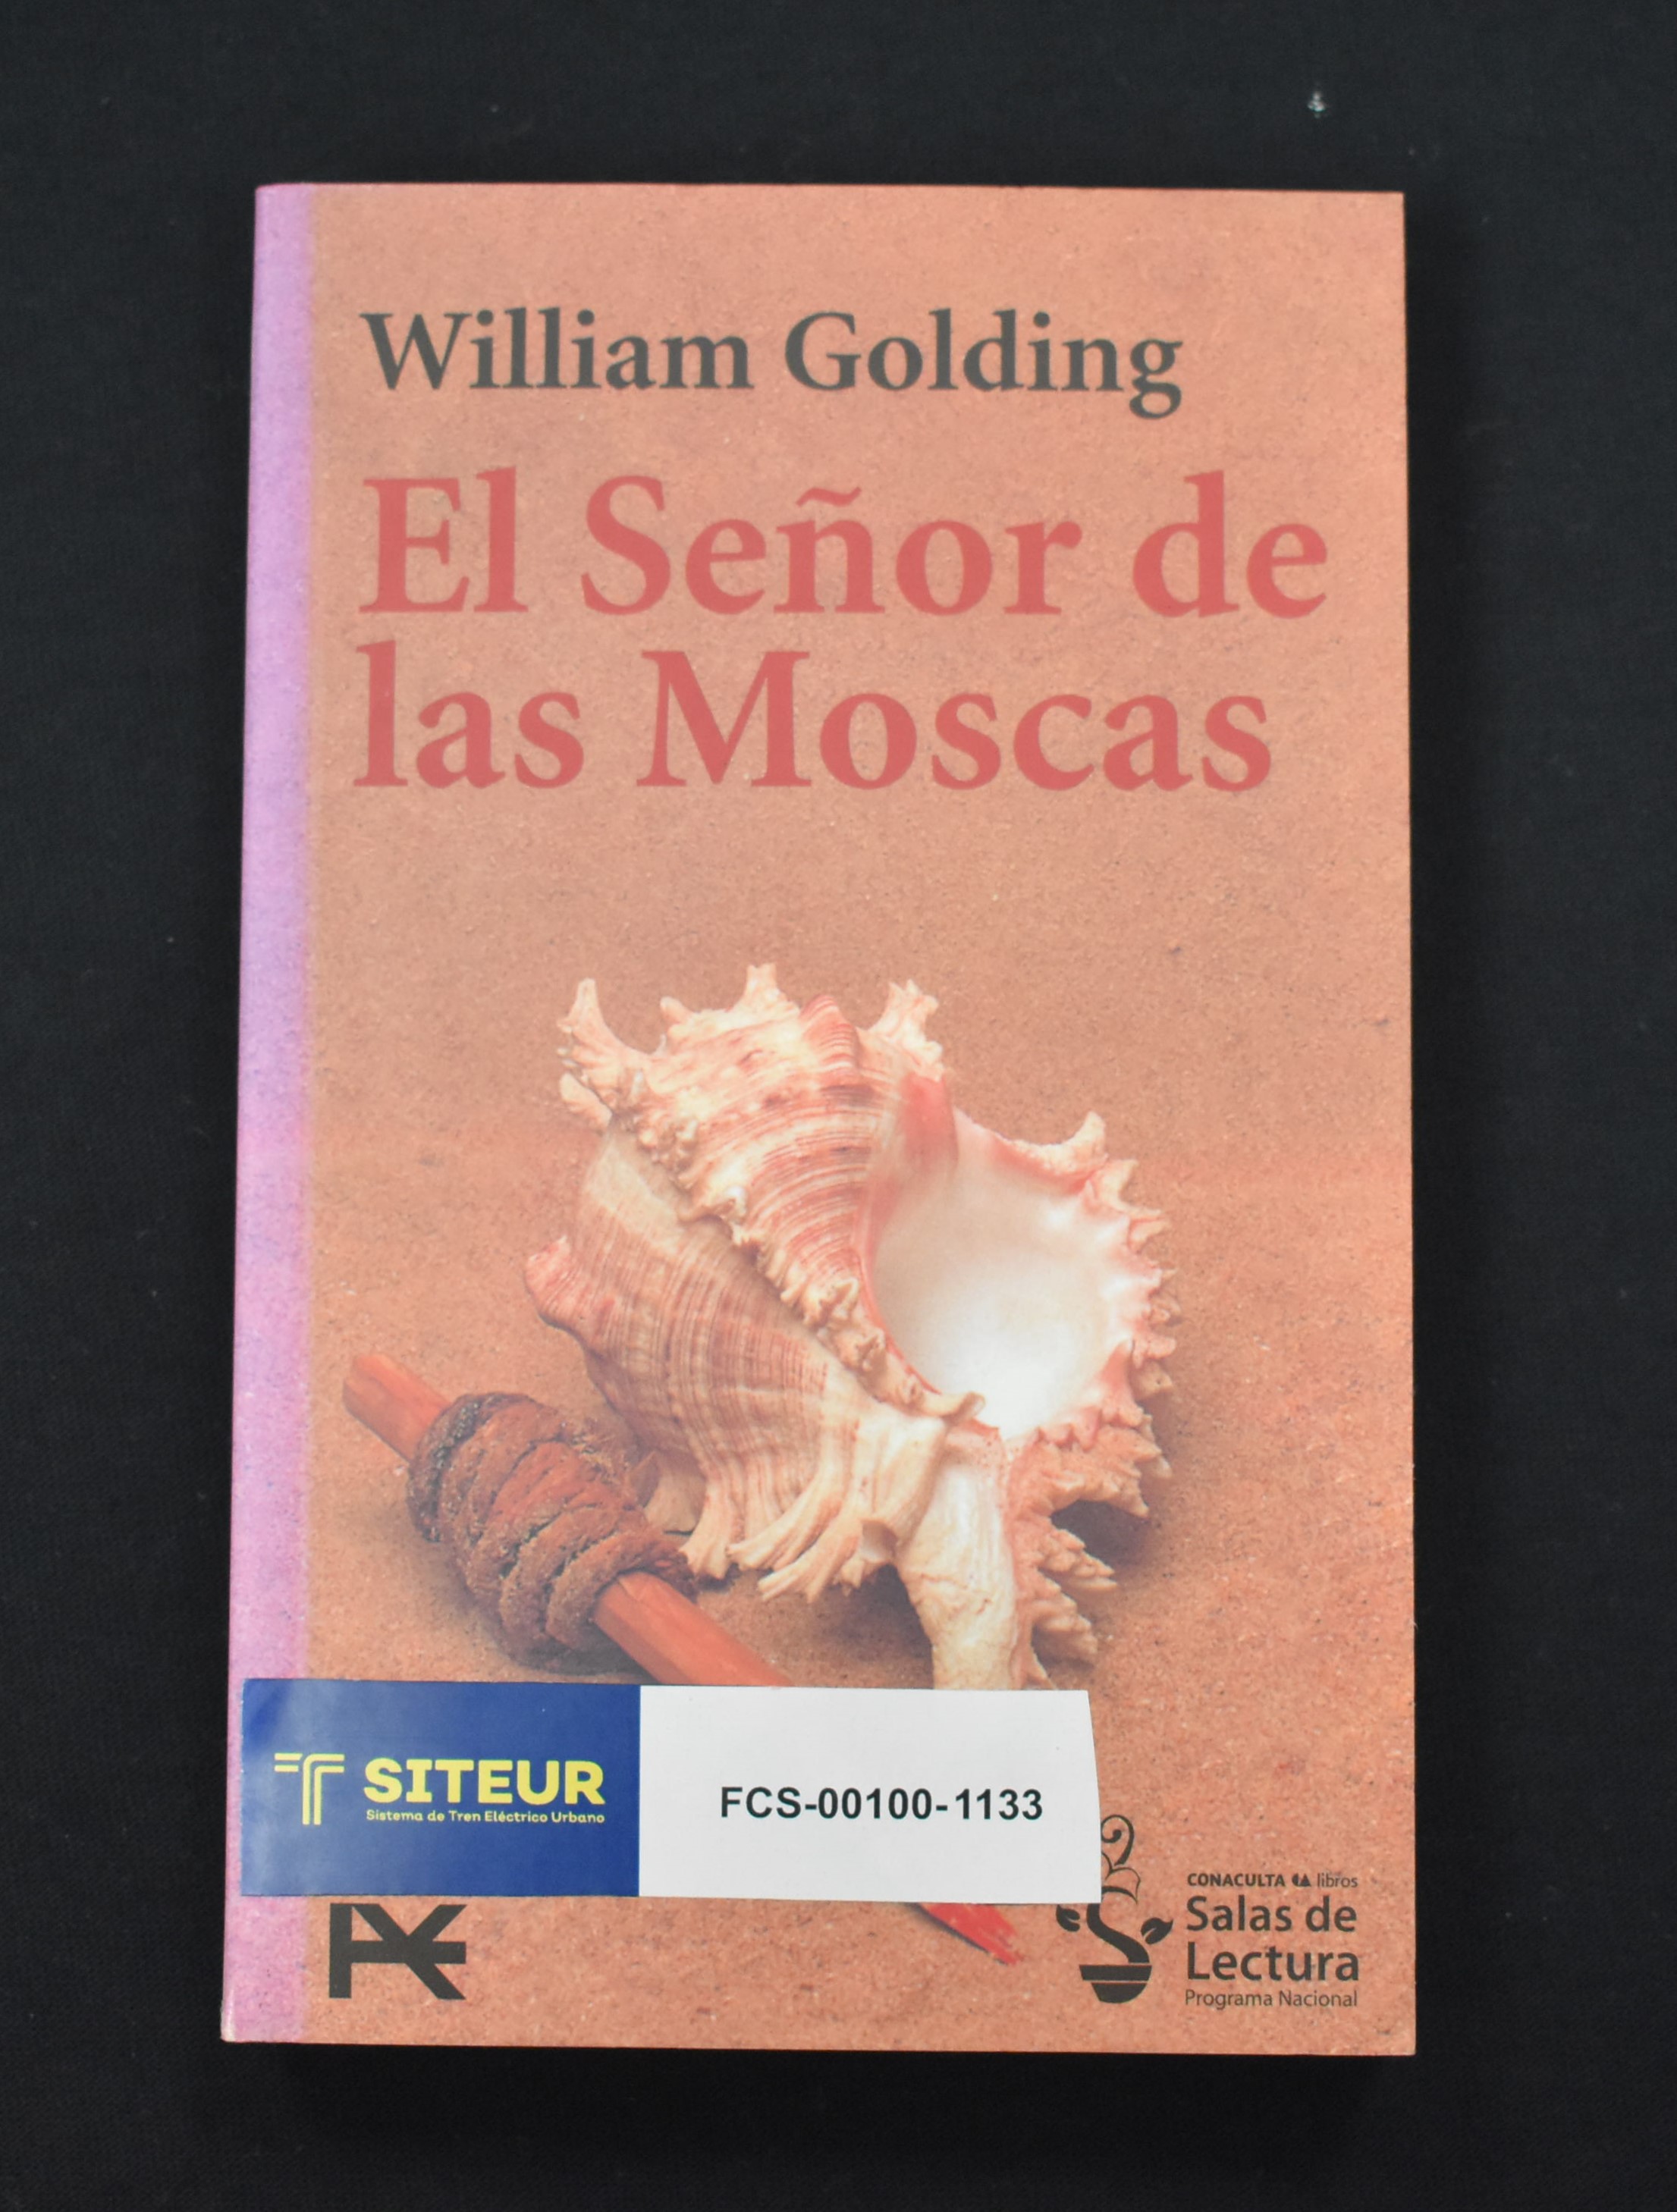 William Golding
El Señor de
las Moscas
SITEUR
Sistema de Tren Eléctrico Urbano
FCS-00100-1133
CONACULTA libros
Salas de
Lectura
Programa Nacional